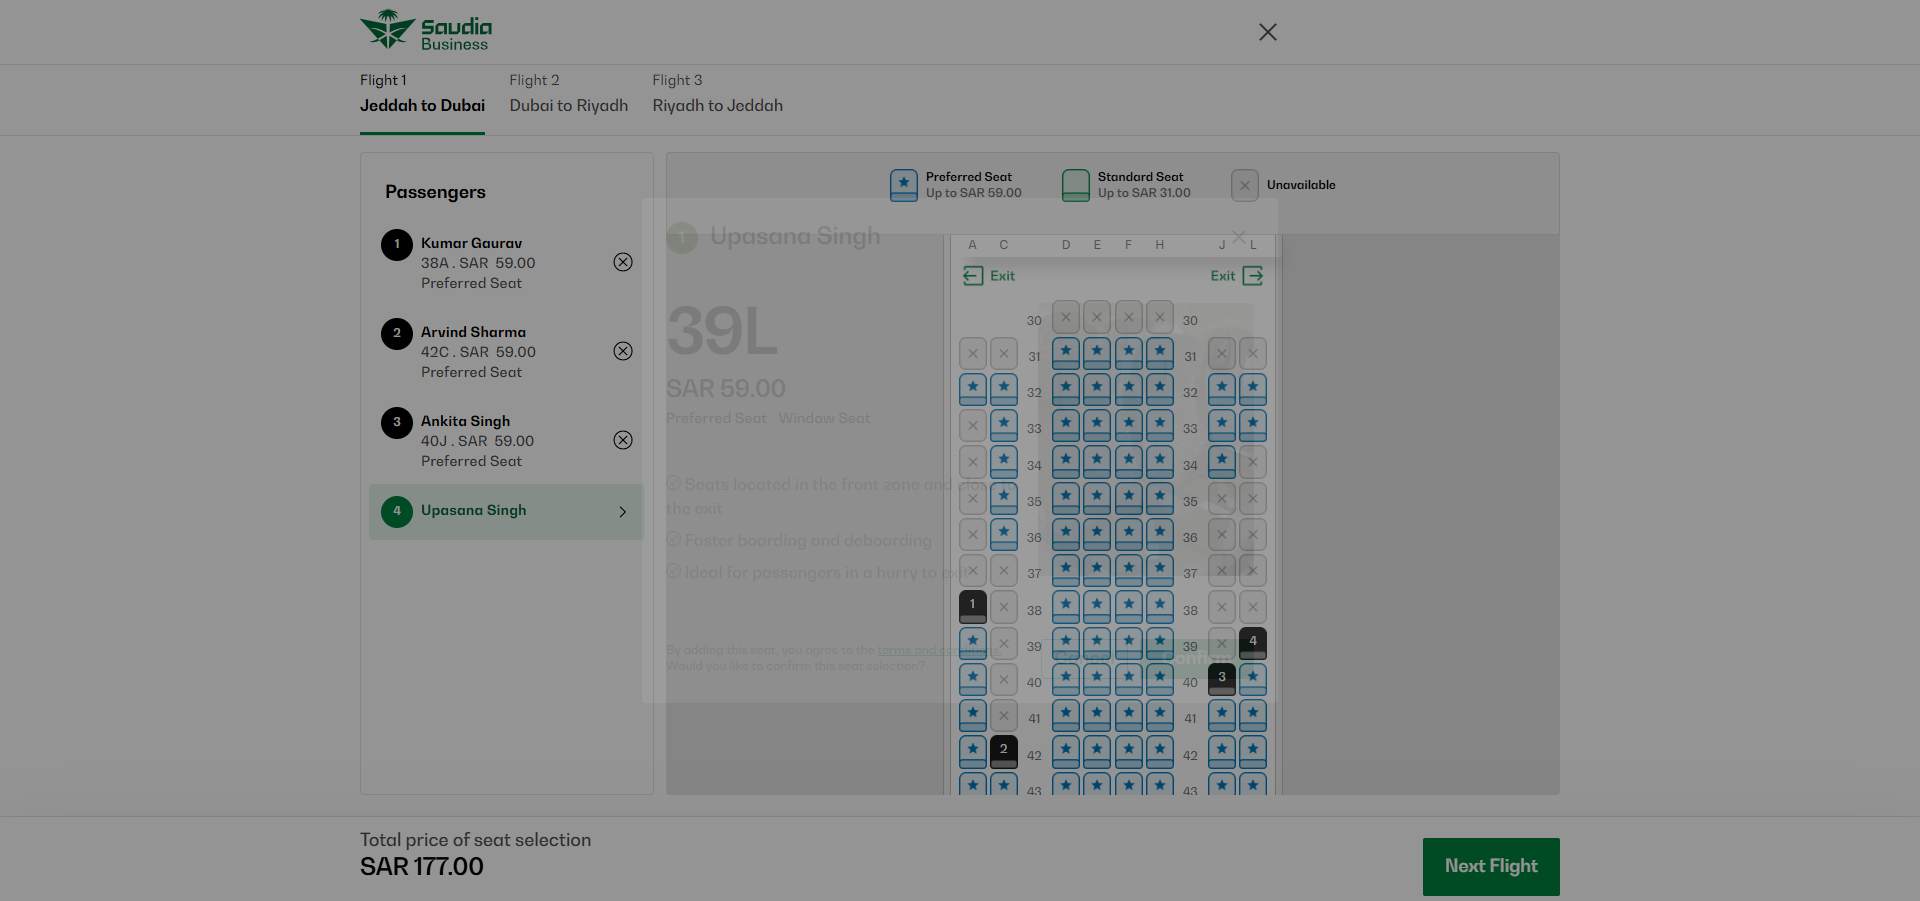 Saudia
Business
Flight 1
Jeddah to Dubai
Flight 2
Dubai to Riyadh
Flight 3
Riyadh to Jeddah
Passengers
1
Kumar Gaurav
38A . SAR 59.00
Preferred Seat
2
Arvind Sharma
42C . SAR 59.00
Preferred Seat
3
Ankita Singh
40J . SAR 59.00
Preferred Seat
4
Upasana Singh
Preferred Seat
Up to SAR 59.00
Standard Seat
Up to SAR 31.00
Unavailable
1
Upasana Singh
39L
SAR 59.00
Preferred Seat - Window Seat
Seats located in the front zone and close to
the exit
Faster boarding and deboarding
Ideal for passengers in a hurry to exit
By adding this seat, you agree to the terms and conditions.
Would you like to confirm this seat selection?
Cancel
Confirm
A C D E F H J L
Exit Exit
30 30
31 31
32 32
33 33
34 34
35 35
36 36
37 37
1 38 38
39 39 4
40 40 3
41 41
2 42 42
43 43
Total price of seat selection
SAR 177.00
Next Flight